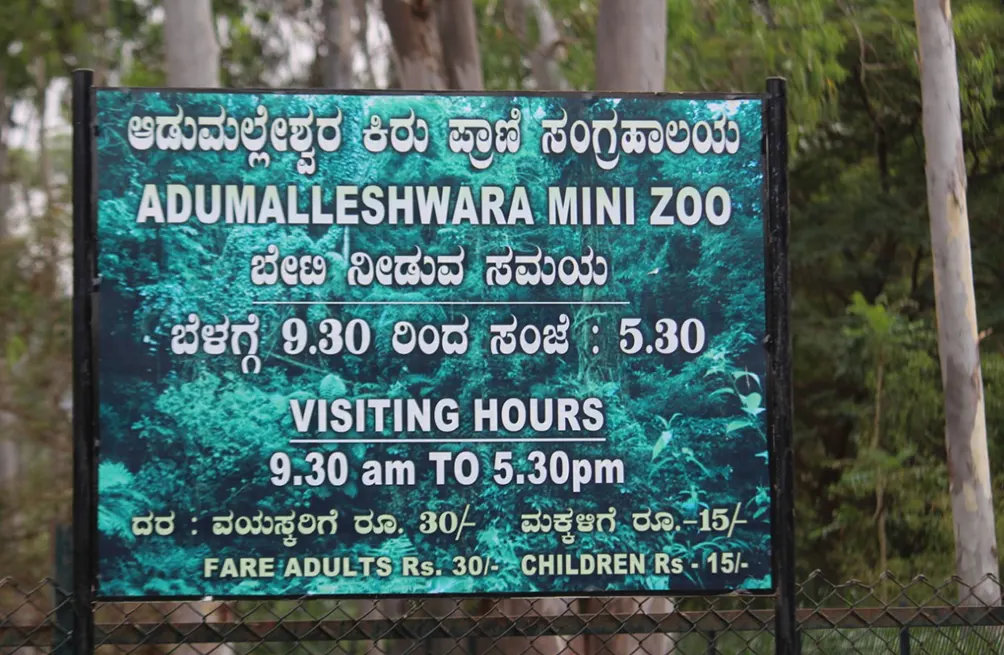 ಆಡುಮಲ್ಲೇಶ್ವರ ಕಿರು ಪ್ರಾಣಿ ಸಂಗ್ರಹಾಲಯ
ADUMALLESHWARA MINI ZOO
ಬೇಟಿ ನೀಡುವ ಸಮಯ
ಬೆಳಗ್ಗೆ 9.30 ರಿಂದ ಸಂಜೆ : 5.30
VISITING HOURS
9.30 am TO 5.30pm
ದರ : ವಯಸ್ಕರಿಗೆ ರೂ. 30/- ಮಕ್ಕಳಿಗೆ ರೂ.-15/-
FARE ADULTS Rs. 30/- CHILDREN Rs - 15/-